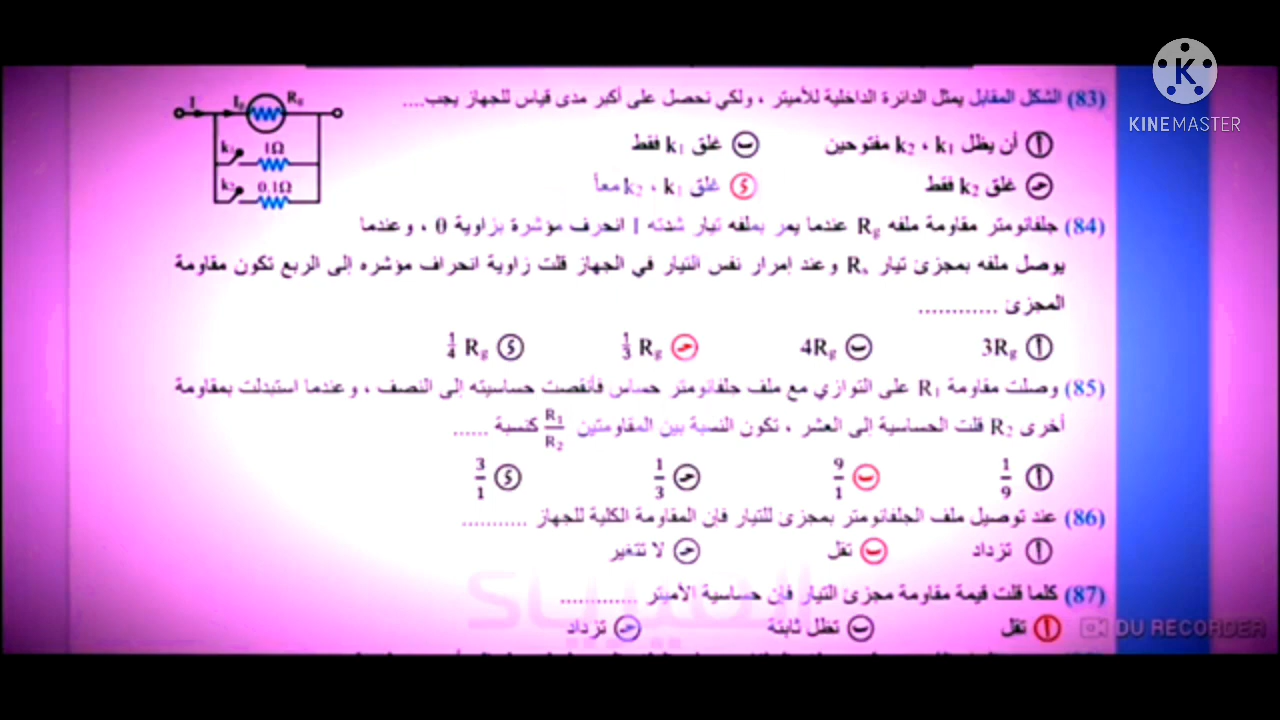 KINEMASTER
(83) الشكل المقابل يمثل الدائرة الداخلية للأميتر ، ولكي نحصل على أكبر مدى قياس للجهاز يجب....
أ أن يظل k₁ ، k₂ مفتوحين
ب غلق k₁ فقط
حـ غلق k₂ فقط
د غلق k₁ ، k₂ معاً
I Ig Rg
k₁ 1Ω
k₂ 0.1Ω
(84) جلفانومتر مقاومة ملفه Rg عندما يمر بملفه تيار شدته I انحرف مؤشرة بزاوية θ ، وعندما
يوصل ملفه بمجزئ تيار Rs وعند إمرار نفس التيار في الجهاز قلت زاوية انحراف مؤشره إلى الربع تكون مقاومة
المجزئ ............
أ 3Rg
ب 4Rg
حـ 1/3 Rg
د 1/4 Rg
(85) وصلت مقاومة R₁ على التوازي مع ملف جلفانومتر حساس فأنقصت حساسيته إلى النصف ، وعندما استبدلت بمقاومة
أخرى R₂ قلت الحساسية إلى العشر ، تكون النسبة بين المقاومتين R₁/R₂ كنسبة ......
أ 1/9
ب 9/1
حـ 1/3
د 3/1
(86) عند توصيل ملف الجلفانومتر بمجزئ للتيار فإن المقاومة الكلية للجهاز ...........
أ تزداد
ب تقل
حـ لا تتغير
(87) كلما قلت قيمة مقاومة مجزئ التيار فإن حساسية الأميتر .............
أ تقل
ب تظل ثابتة
حـ تزداد
DU RECORDER